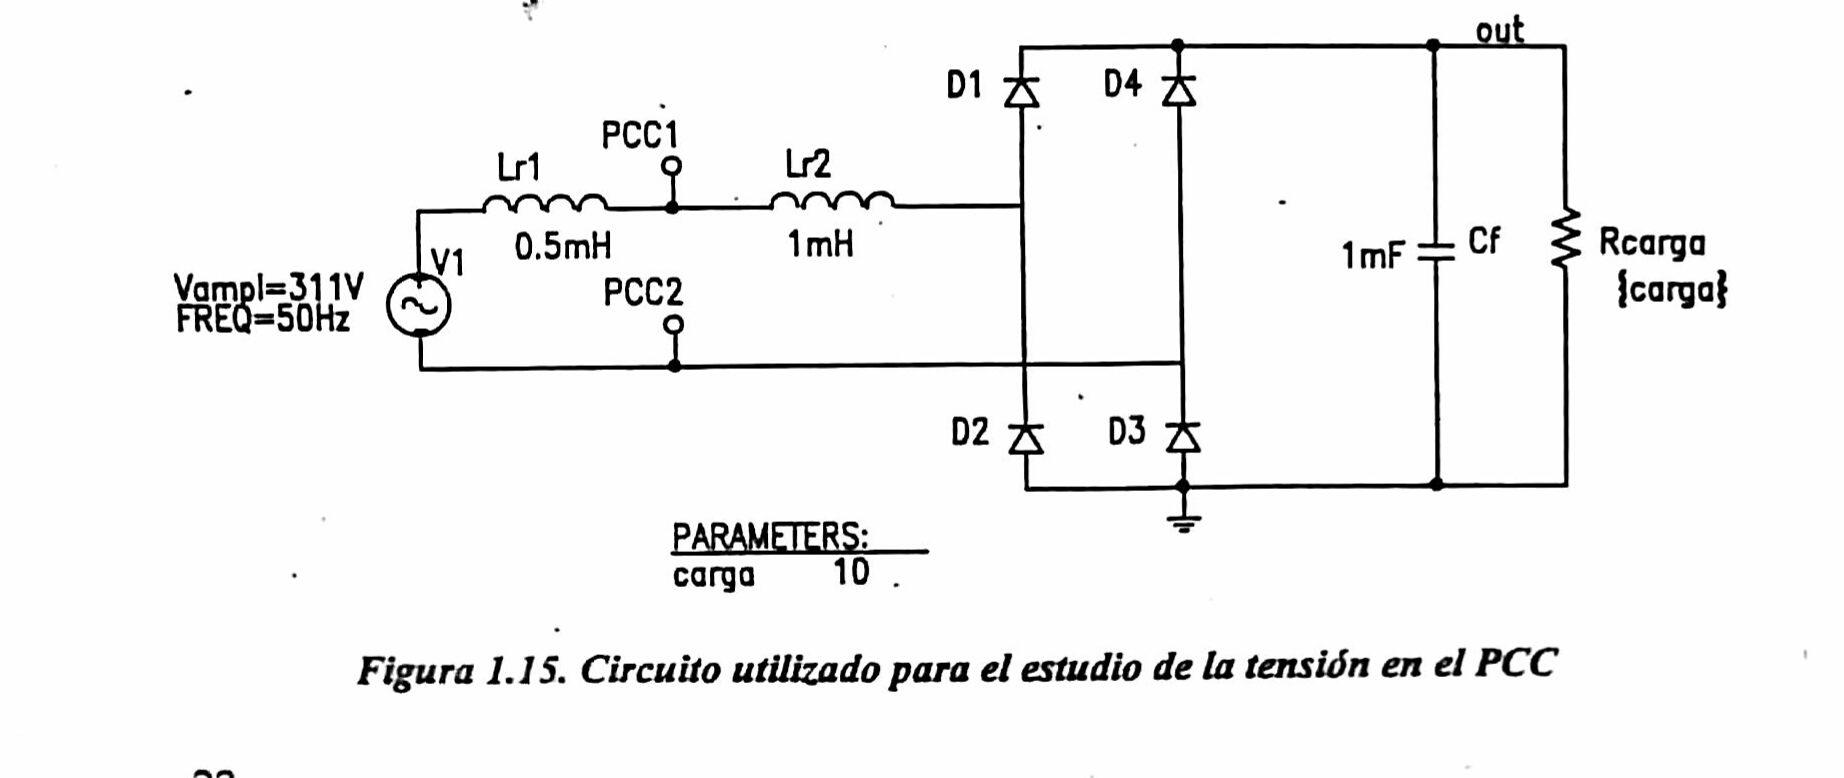 out
D1
D4
PCC1
Lr1
Lr2
0.5mH
1mH
V1
Vampl=311V
FREQ=50Hz
PCC2
1mF
Cf
Rcarga
{carga}
D2
D3
PARAMETERS:
carga 10
Figura 1.15. Circuito utilizado para el estudio de la tensión en el PCC